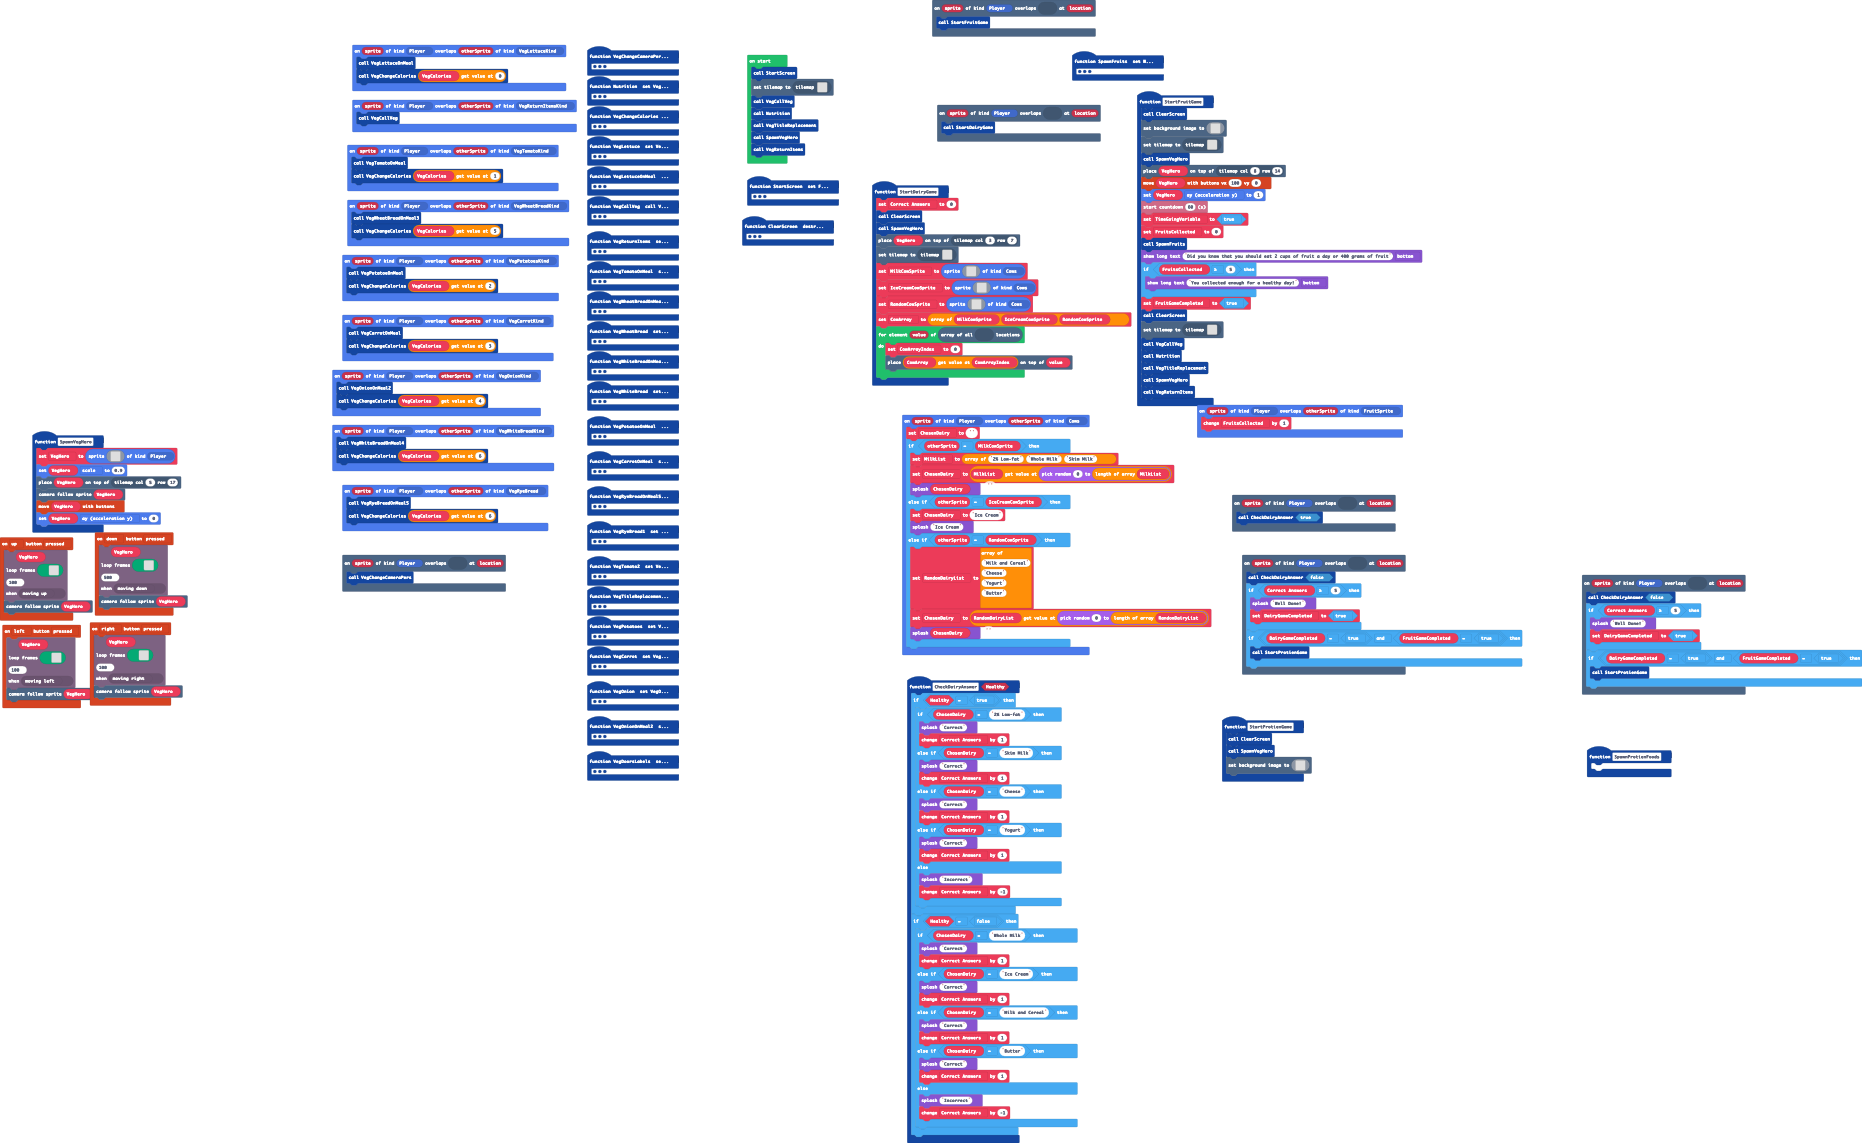 on sprite of kind Player overlaps at location
call StartFruitGame
on sprite of kind Player overlaps otherSprite of kind VegLettuceKind
call VegLettuceOnMeal
call VegChangeCalories VegCalories get value at 0
on sprite of kind Player overlaps otherSprite of kind VegReturnItemsKind
call VegCallVeg
on sprite of kind Player overlaps otherSprite of kind VegTomatoKind
call VegTomatoOnMeal
call VegChangeCalories VegCalories get value at 1
on sprite of kind Player overlaps otherSprite of kind VegWheatBreadKind
call VegWheatBreadOnMeal3
call VegChangeCalories VegCalories get value at 5
on sprite of kind Player overlaps otherSprite of kind VegPotatosKind
call VegPotatoOnMeal
call VegChangeCalories VegCalories get value at 2
on sprite of kind Player overlaps otherSprite of kind VegCarrotKind
call VegCarrotOnMeal
call VegChangeCalories VegCalories get value at 3
on sprite of kind Player overlaps otherSprite of kind VegOnionKind
call VegOnionOnMeal2
call VegChangeCalories VegCalories get value at 4
on sprite of kind Player overlaps otherSprite of kind VegWhiteBreadKind
call VegWhiteBreadOnMeal4
call VegChangeCalories VegCalories get value at 6
on sprite of kind Player overlaps otherSprite of kind VegRyeBread
call VegRyeBreadOnMeal5
call VegChangeCalories VegCalories get value at
on sprite of kind Player overlaps at location
call VegChangeCameraPers
function VegChangeCameraPer...
function Nutrition set Veg...
function VegChangeCalories ...
function VegLettuce set Ve...
function VegLettuceOnMeal ...
function VegCallVeg call V...
function VegReturnItems se...
function VegTomatoOnMeal s...
function VegWheatBreadOnMea...
function VegWheatBread set...
function VegWhiteBreadOnMea...
function VegWhiteBread set...
function VegPotatoOnMeal ...
function VegCarrotOnMeal s...
function VegRyeBreadOnMeal5...
function VegRyeBread1 set ...
function VegTomato2 set Ve...
function VegTitleReplacemen...
function VegPotatoes set V...
function VegCarrot set Veg...
function VegOnion set VegO...
function VegOnionOnMeal2 s...
function VegDoorsLabels se...
on start
call StartScreen
set tilemap to tilemap
call VegCallVeg
call Nutrition
call VegTitleReplacement
call SpawnVegHero
call VegReturnItems
function StartScreen set F...
function ClearScreen destr...
function SpawnVegHero
set VegHero to sprite of kind Player
set VegHero scale to 0.9
place VegHero on top of tilemap col 5 row 17
camera follow sprite VegHero
move VegHero with buttons
set VegHero ay (acceleration y) to 0
on up button pressed
VegHero
loop frames
500
when moving up
camera follow sprite VegHero
on down button pressed
VegHero
loop frames
500
when moving down
camera follow sprite VegHero
on left button pressed
VegHero
loop frames
100
when moving left
camera follow sprite VegHero
on right button pressed
VegHero
loop frames
100
when moving right
camera follow sprite VegHero
function SpawnFruits set N...
on sprite of kind Player overlaps at location
call StartDairyGame
function StartDairyGame
set Correct Answers to 0
call ClearScreen
call SpawnVegHero
place VegHero on top of tilemap col 3 row 7
set tilemap to tilemap
set MilkCowSprite to sprite of kind Cows
set IceCreamCowSprite to sprite of kind Cows
set RandomCowSprite to sprite of kind Cows
set CowArray to array of MilkCowSprite IceCreamCowSprite RandomCowSprite
for element value of array of all locations
do set CowArrayIndex to 0
place CowArray get value at CowArrayIndex on top of value
function StartFruitGame
call ClearScreen
set background image to
set tilemap to tilemap
call SpawnVegHero
place VegHero on top of tilemap col 8 row 14
move VegHero with buttons vx 100 vy 0
set VegHero ay (acceleration y) to 1
start countdown (s)
set TimeGoingVariable to true
set FruitsCollected to 0
call SpawnFruits
show long text Did you know that you should eat 2 cups of fruit a day or 400 grams of fruit bottom
if FruitsCollected ≥ 5 then
show long text You collected enough for a healthy day! bottom
set FruitGameCompleted to true
call ClearScreen
set tilemap to tilemap
call VegCallVeg
call Nutrition
call VegTitleReplacement
call SpawnVegHero
call VegReturnItems
on sprite of kind Player overlaps otherSprite of kind FruitSprite
change FruitsCollected by 1
on sprite of kind Player overlaps otherSprite of kind Cows
set ChosenDairy to
if otherSprite = MilkCowSprite then
set MilkList to array of 2% Low-fat Whole Milk Skim Milk
set ChosenDairy to MilkList get value at pick random 0 to length of array MilkList
splash ChosenDairy
else if otherSprite = IceCreamCowSprite then
set ChosenDairy to Ice Cream
splash Ice Cream
else if otherSprite = RandomCowSprite then
set RandomDairyList to array of
Milk and Cereal
Cheese
Yogurt
Butter
set ChosenDairy to RandomDairyList get value at pick random 0 to length of array RandomDairyList
splash ChosenDairy
function CheckDairyAnswer Healthy
if Healthy = true then
if ChosenDairy = 2% Low-fat then
splash Correct
change Correct Answers by 1
else if ChosenDairy = Skim Milk then
splash Correct
change Correct Answers by 1
else if ChosenDairy = Cheese then
splash Correct
change Correct Answers by 1
else if ChosenDairy = Yogurt then
splash Correct
change Correct Answers by 1
else
splash Incorrect
change Correct Answers by -1
if Healthy = false then
if ChosenDairy = Whole Milk then
splash Correct
change Correct Answers by 1
else if ChosenDairy = Ice Cream then
splash Correct
change Correct Answers by 1
else if ChosenDairy = Milk and Cereal then
splash Correct
change Correct Answers by 1
else if ChosenDairy = Butter then
splash Correct
change Correct Answers by 1
else
splash Incorrect
change Correct Answers by -1
on sprite of kind Player overlaps at location
call CheckDairyAnswer true
on sprite of kind Player overlaps at location
call CheckDairyAnswer false
if Correct Answers ≥ 5 then
splash Well Done!
set DairyGameCompleted to true
if DairyGameCompleted = true and FruitGameCompleted = true then
call StartProtienGame
on sprite of kind Player overlaps at location
call CheckDairyAnswer false
if Correct Answers ≥ 5 then
splash Well Done!
set DairyGameCompleted to true
if DairyGameCompleted = true and FruitGameCompleted = true then
call StartProtienGame
function StartProtienGame
call ClearScreen
call SpawnVegHero
set background image to
function SpawnProtienFoods